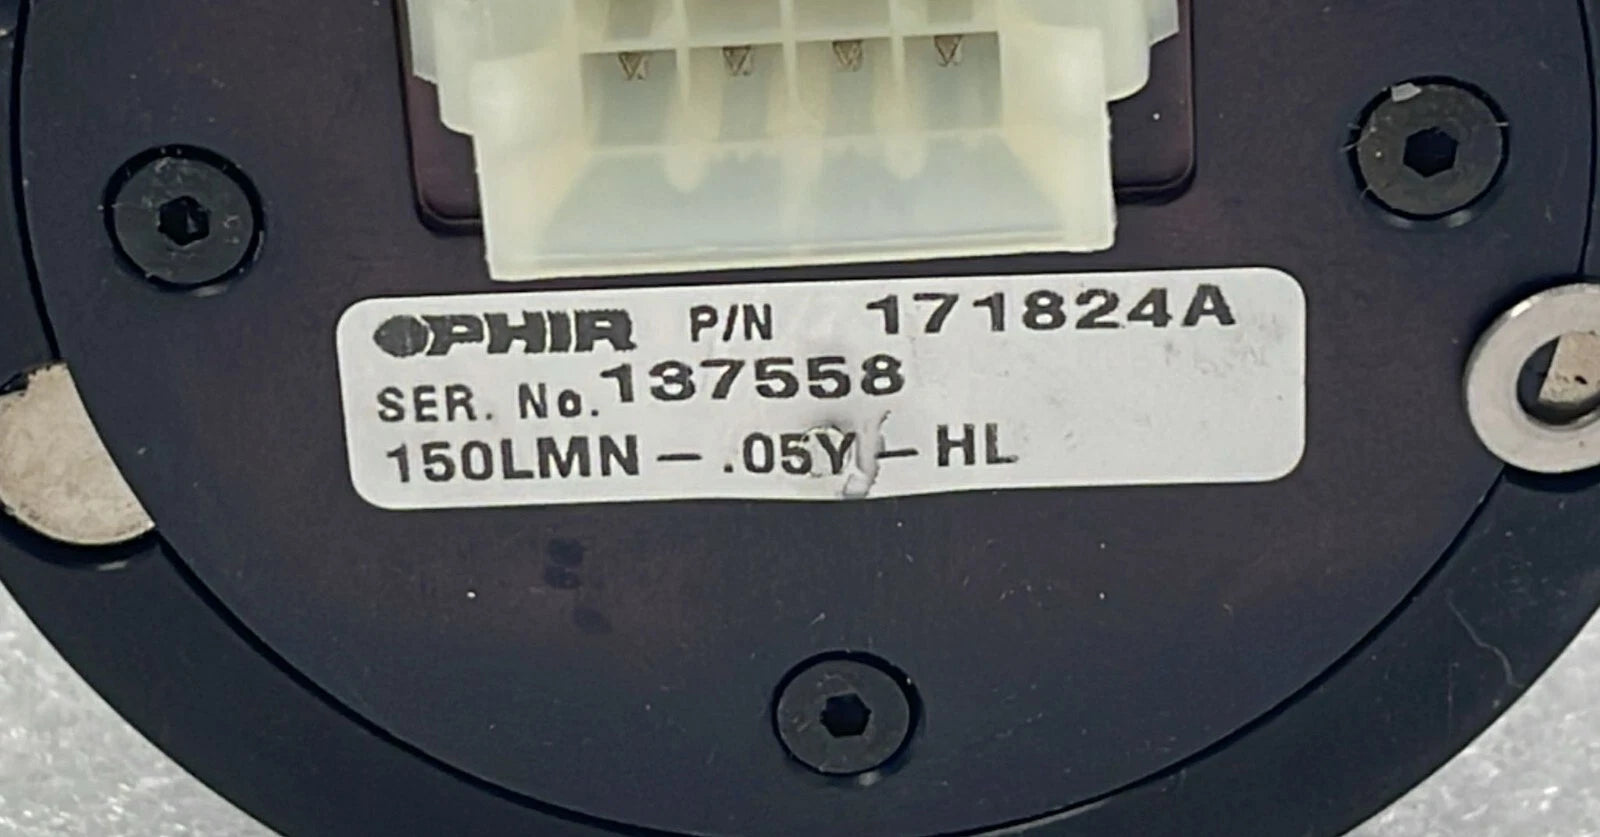 OPHIR P/N 171824A
SER. No. 137558
150LMN - .05Y - HL